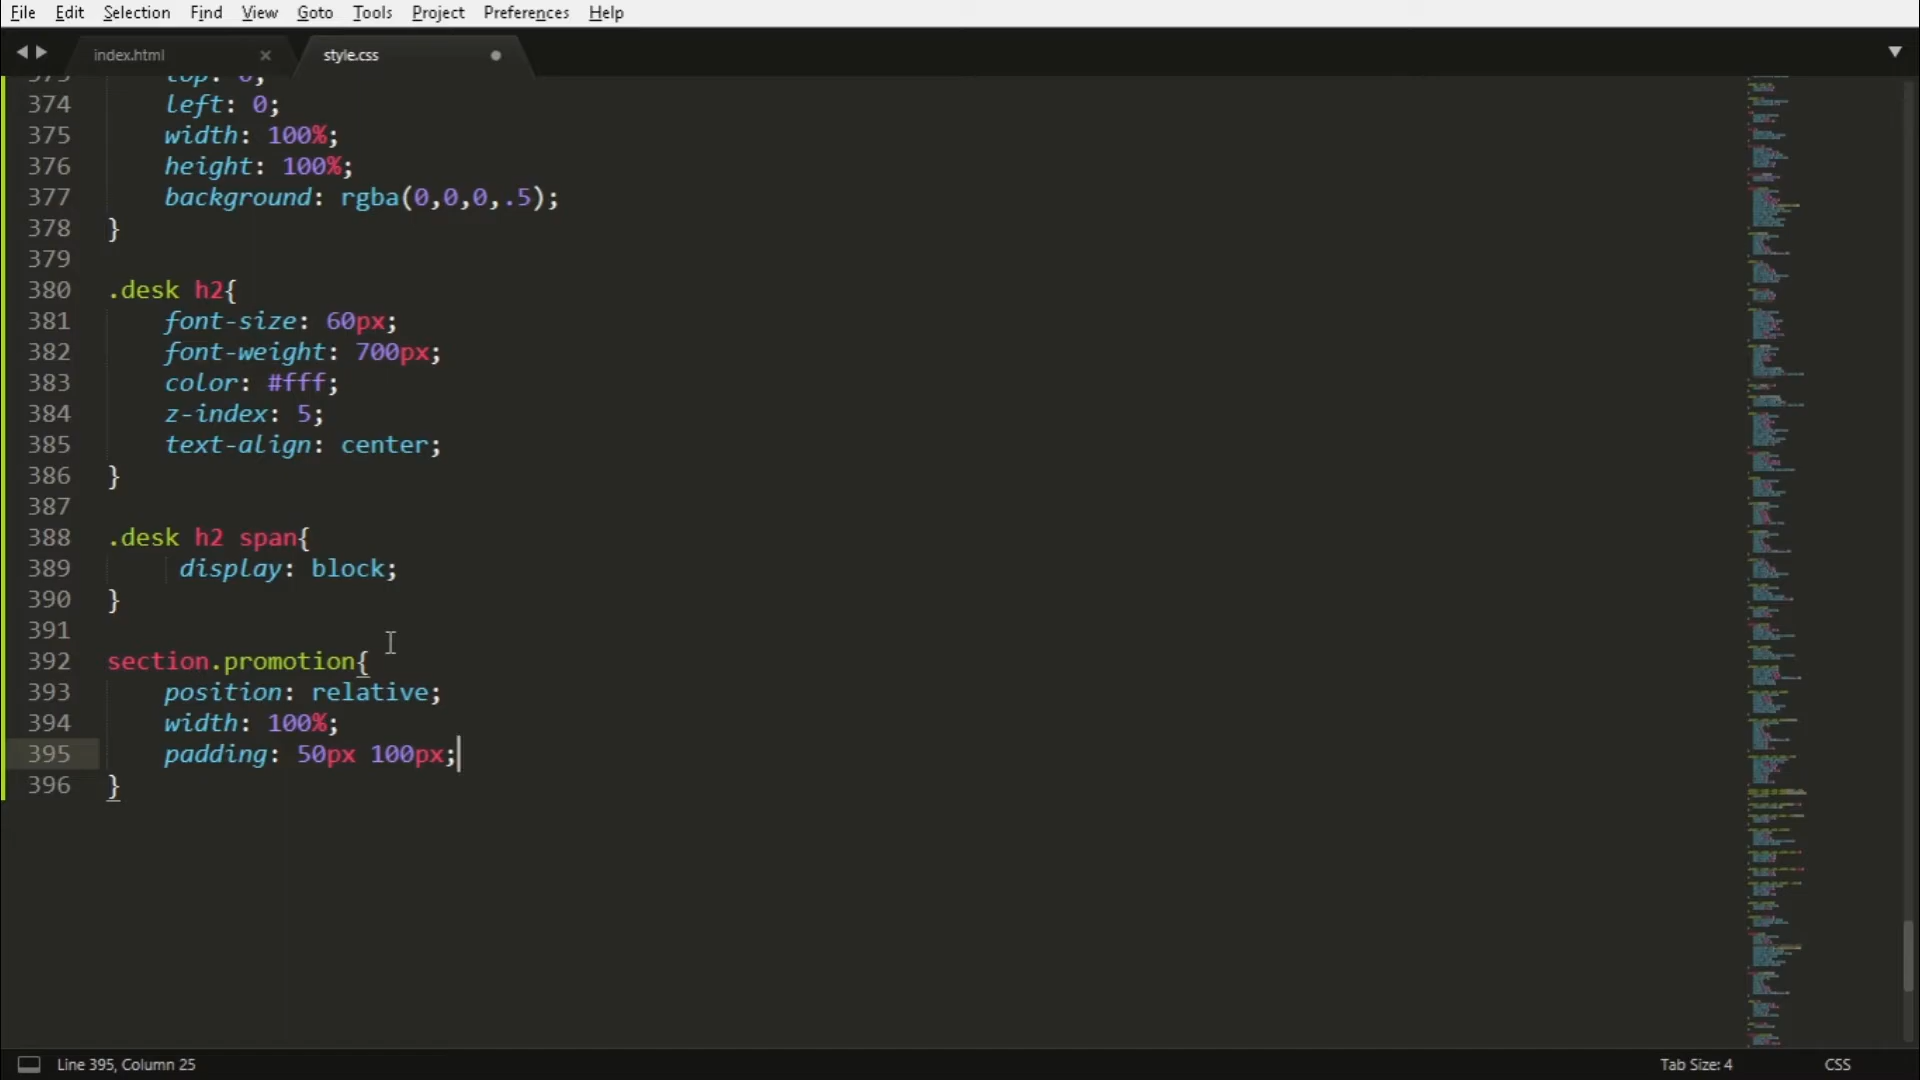 File Edit Selection Find View Goto Tools Project Preferences Help
index.html style.css
374 left: 0;
375 width: 100%;
376 height: 100%;
377 background: rgba(0,0,0,.5);
378 }
379
380 .desk h2{
381 font-size: 60px;
382 font-weight: 700px;
383 color: #fff;
384 z-index: 5;
385 text-align: center;
386 }
387
388 .desk h2 span{
389 display: block;
390 }
391
392 section.promotion{
393 position: relative;
394 width: 100%;
395 padding: 50px 100px;
396 }
Line 395, Column 25 Tab Size: 4 CSS